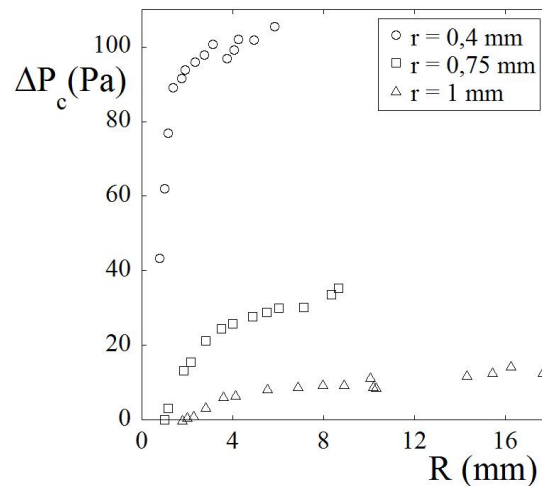 100
ΔP_c (Pa)
80
60
40
20
0
0 4 8 12 16
R (mm)
r = 0,4 mm
r = 0,75 mm
r = 1 mm